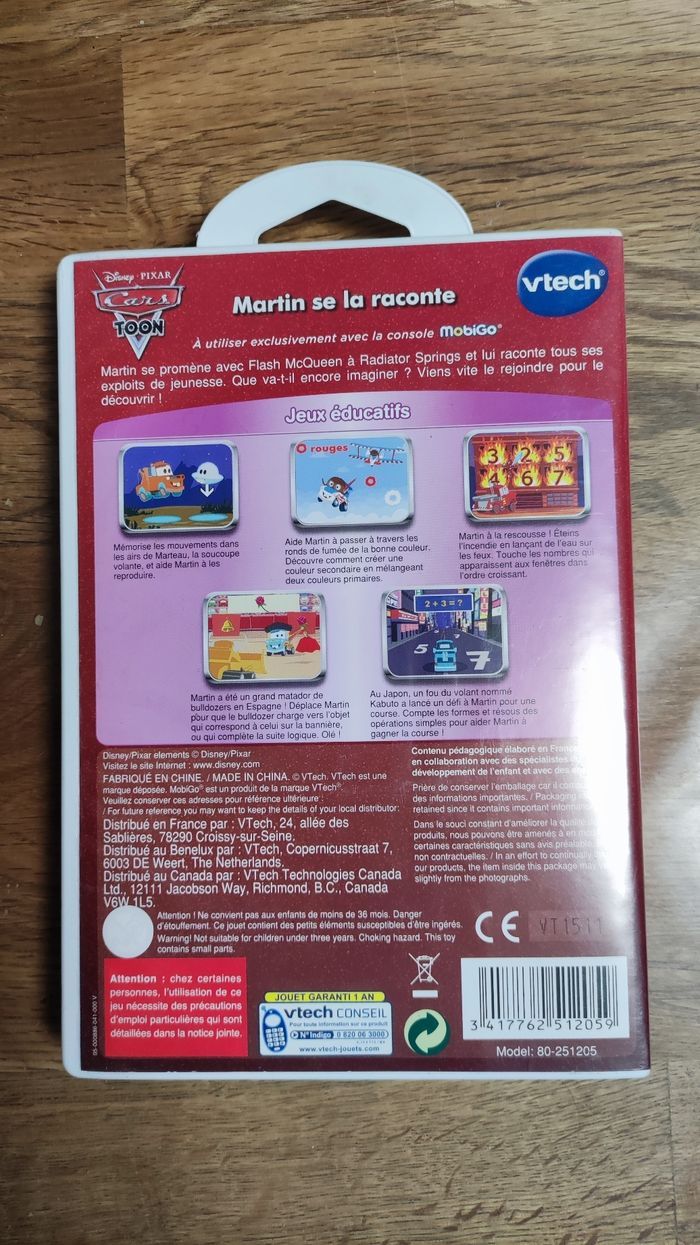 Disney · PIXAR
Cars
TOON
Martin se la raconte
vtech®
À utiliser exclusivement avec la console MobiGo®
Martin se promène avec Flash McQueen à Radiator Springs et lui raconte tous ses
exploits de jeunesse. Que va-t-il encore imaginer ? Viens vite le rejoindre pour le
découvrir !
Jeux éducatifs
rouges
3 2 5
4 6 7
Mémorise les mouvements dans
les airs de Marteau, la soucoupe
volante, et aide Martin à les
reproduire.
Aide Martin à passer à travers les
ronds de fumée de la bonne couleur.
Découvre comment créer une
couleur secondaire en mélangeant
deux couleurs primaires.
Martin à la rescousse ! Éteins
l'incendie en lançant de l'eau sur
les feux. Touche les nombres qui
apparaissent aux fenêtres dans
l'ordre croissant.
2 + 3 = ?
5 7
Martin a été un grand matador de
bulldozers en Espagne ! Déplace Martin
pour que le bulldozer charge vers l'objet
qui correspond à celui sur la bannière,
ou qui complète la suite logique. Olé !
Au Japon, un fou du volant nommé
Kabuto a lancé un défi à Martin pour une
course. Compte les formes et résous des
opérations simples pour aider Martin à
gagner la course !
Disney/Pixar elements © Disney/Pixar
Visitez le site Internet : www.disney.com
FABRIQUÉ EN CHINE. / MADE IN CHINA. © VTech. VTech est une
marque déposée. MobiGo® est un produit de la marque VTech®.
Veuillez conserver ces adresses pour référence ultérieure :
/ For future reference you may want to keep the details of your local distributor:
Distribué en France par : VTech, 24, allée des
Sablières, 78290 Croissy-sur-Seine.
Distribué au Benelux par : VTech, Copernicusstraat 7,
6003 DE Weert, The Netherlands.
Distribué au Canada par : VTech Technologies Canada
Ltd., 12111 Jacobson Way, Richmond, B.C., Canada
V6W 1L5.
Contenu pédagogique élaboré en France
en collaboration avec des spécialistes du
développement de l'enfant et avec des
Prière de conserver l'emballage car il
des informations importantes. / Packaging
retained since it contains important
Dans le souci constant d'améliorer la qualité
produits, nous pouvons être amenés à en
certaines caractéristiques sans avis préalable
non contractuelles. / In an effort to continually
our products, the item inside this package may
slightly from the photographs.
Attention ! Ne convient pas aux enfants de moins de 36 mois. Danger
d'étouffement. Ce jouet contient des petits éléments susceptibles d'être ingérés.
Warning! Not suitable for children under three years. Choking hazard. This toy
contains small parts.
CE
VT1511
Attention : chez certaines
personnes, l'utilisation de ce
jeu nécessite des précautions
d'emploi particulières qui sont
détaillées dans la notice jointe.
JOUET GARANTI 1 AN
vtech CONSEIL
Pour toute information sur ce produit
N° Indigo 0 820 06 3000
www.vtech-jouets.com
3 417762 512059
Model: 80-251205